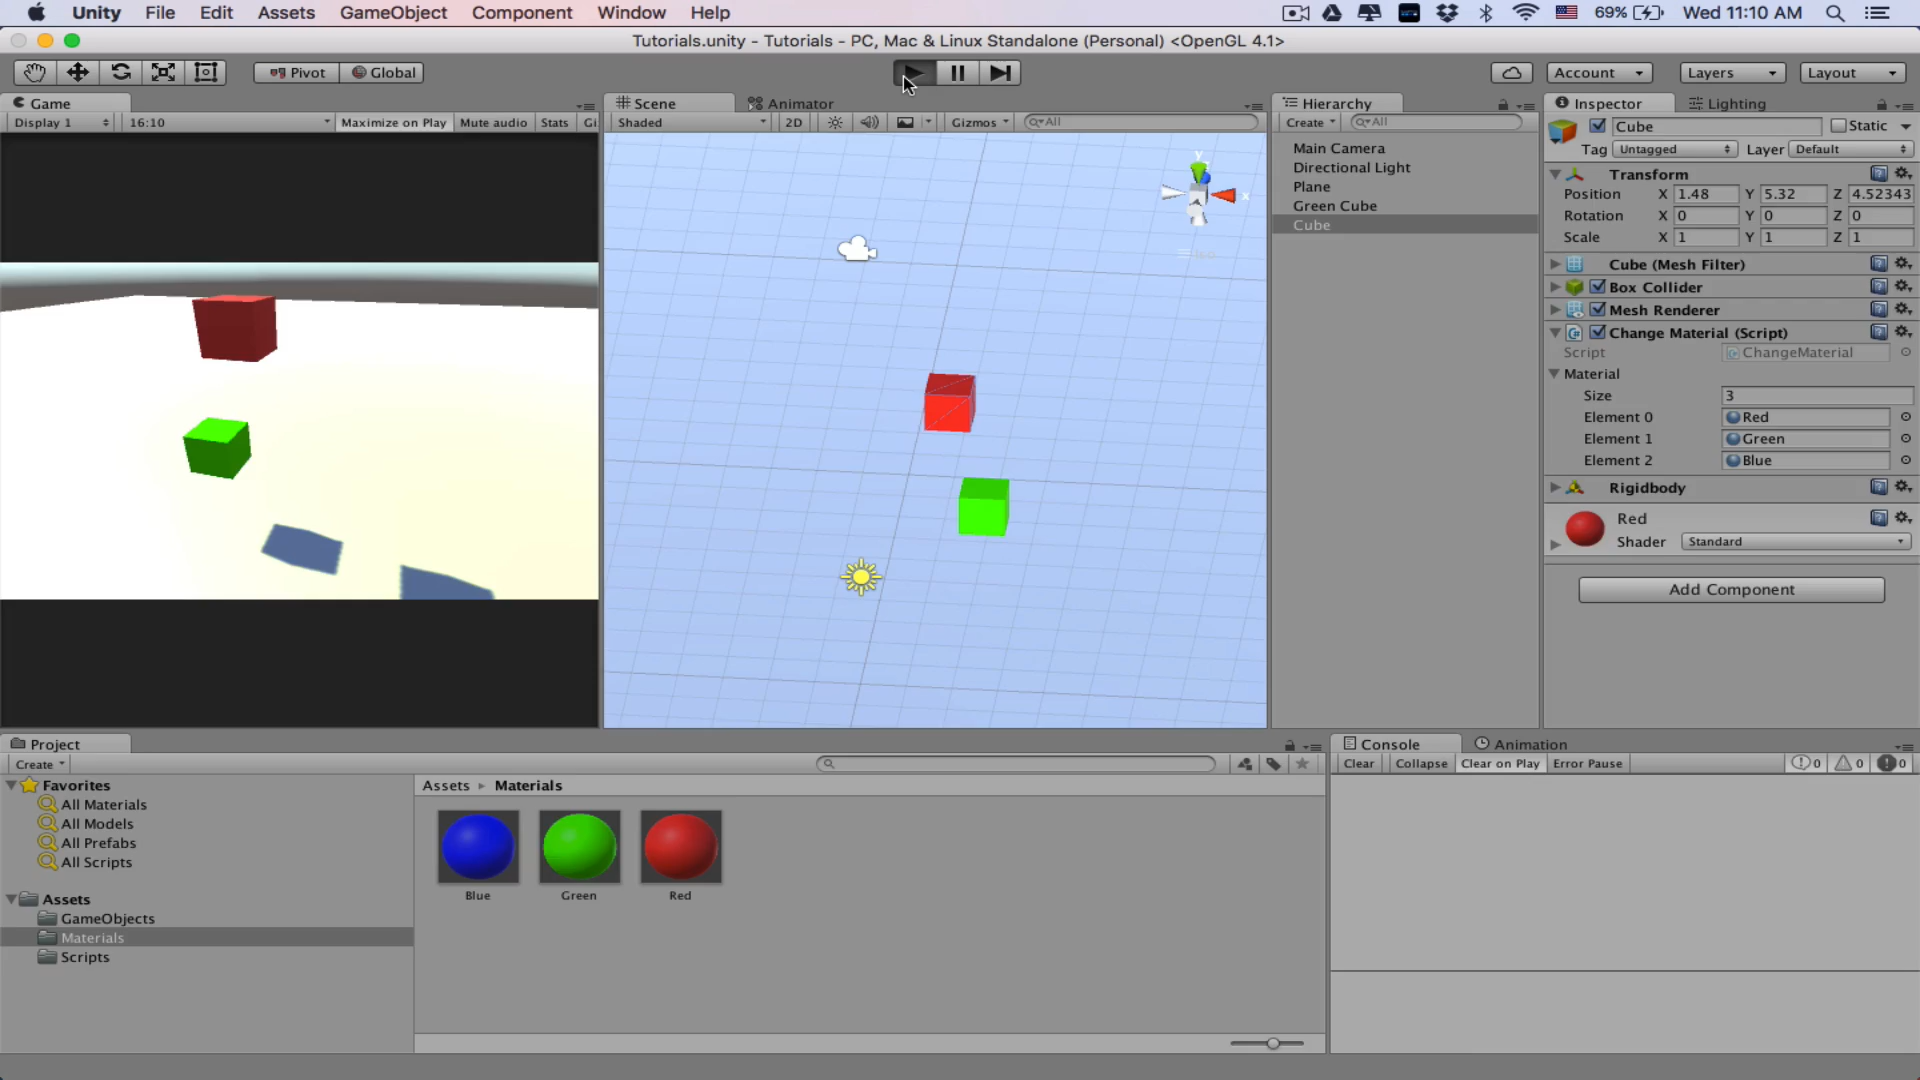 Unity File Edit Assets GameObject Component Window Help 69% Wed 11:10 AM
Tutorials.unity - Tutorials - PC, Mac & Linux Standalone (Personal) <OpenGL 4.1>
Pivot Global Account Layers Layout
Game
Display 1 16:10 Maximize on Play Mute audio Stats Gi
Scene Animator
Shaded 2D Gizmos All
y
x
Hierarchy
Create All
Main Camera
Directional Light
Plane
Green Cube
Cube
Inspector Lighting
Cube Static
Tag Untagged Layer Default
Transform
Position X 1.48 Y 5.32 Z 4.52343
Rotation X 0 Y 0 Z 0
Scale X 1 Y 1 Z 1
Cube (Mesh Filter)
Box Collider
Mesh Renderer
Change Material (Script)
Script ChangeMaterial
Material
Size 3
Element 0 Red
Element 1 Green
Element 2 Blue
Rigidbody
Red
Shader Standard
Add Component
Project
Create
Favorites
All Materials
All Models
All Prefabs
All Scripts
Assets
GameObjects
Materials
Scripts
Assets Materials
Blue Green Red
Console Animation
Clear Collapse Clear on Play Error Pause 0 0 0